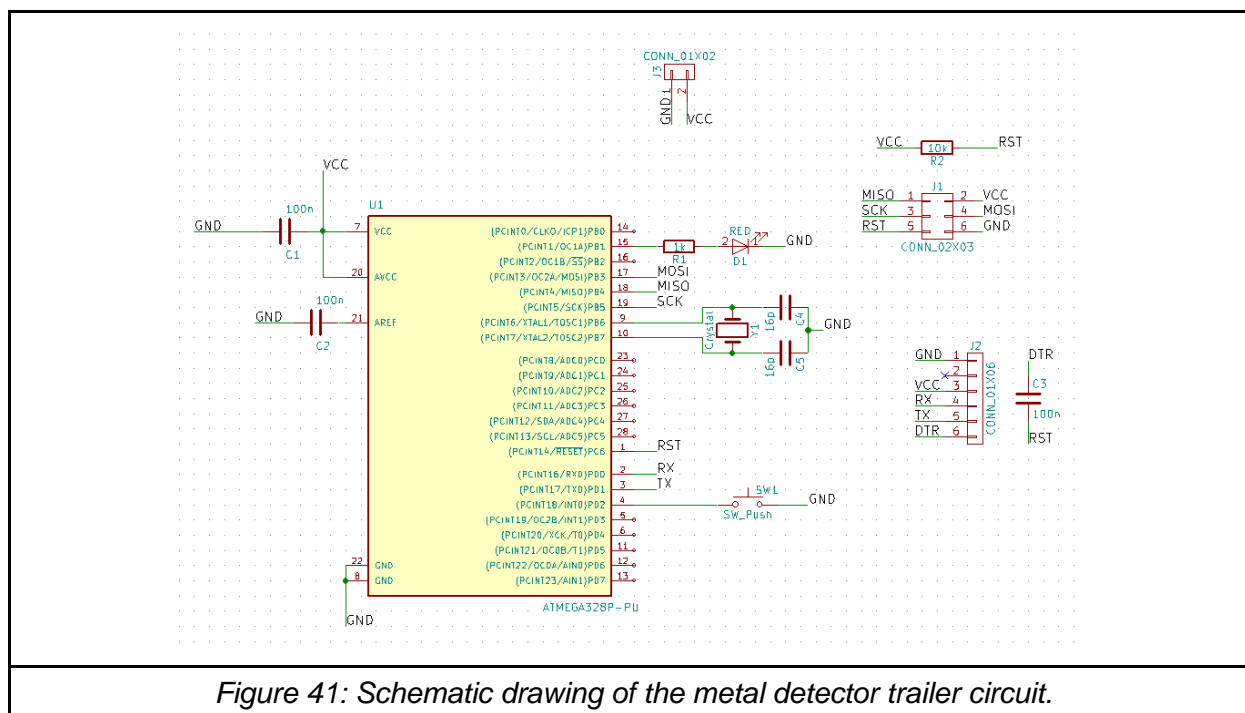 CONN_01X02
J3
GND 1
2 VCC
VCC 10k RST
R2
J1
MISO 1 2 VCC
SCK 3 4 MOSI
RST 5 6 GND
CONN_02X03
VCC
100n
GND
C1
U1
7 VCC
20 AVCC
100n
GND 21 AREF
C2
(PCINT0/CLKO/ICP1)PB0 14
(PCINT1/OC1A)PB1 15
(PCINT2/OC1B/SS)PB2 16
(PCINT3/OC2A/MOSI)PB3 17 MOSI
(PCINT4/MISO)PB4 18 MISO
(PCINT5/SCK)PB5 19 SCK
(PCINT6/XTAL1/TOSC1)PB6 9
(PCINT7/XTAL2/TOSC2)PB7 10
(PCINT8/ADC0)PC0 23
(PCINT9/ADC1)PC1 24
(PCINT10/ADC2)PC2 25
(PCINT11/ADC3)PC3 26
(PCINT12/SDA/ADC4)PC4 27
(PCINT13/SCL/ADC5)PC5 28
(PCINT14/RESET)PC6 1 RST
(PCINT16/RXD)PD0 2 RX
(PCINT17/TXD)PD1 3 TX
(PCINT18/INT0)PD2 4
(PCINT19/OC2B/INT1)PD3 5
(PCINT20/XCK/T0)PD4 6
(PCINT21/OC0B/T1)PD5 11
(PCINT22/OC0A/AIN0)PD6 12
(PCINT23/AIN1)PD7 13
22 GND
8 GND
GND
ATMEGA328P-PU
1k
R1
RED
2 1 GND
D1
Crystal
Y1
16p
C4
16p
C5
GND
SW1
SW_Push
GND
J2
GND 1
2
VCC 3
RX 4
TX 5
DTR 6
CONN_01X06
DTR
C3
100n
RST
Figure 41: Schematic drawing of the metal detector trailer circuit.